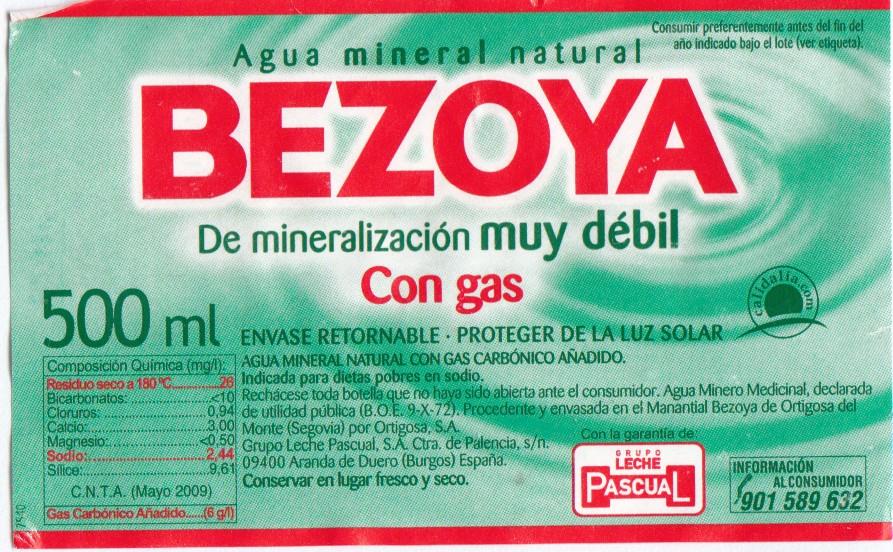 Consumir preferentemente antes del fin del
año indicado bajo el lote (ver etiqueta).
Agua mineral natural
BEZOYA
De mineralización muy débil
Con gas
calidalia.com
500 ml
ENVASE RETORNABLE · PROTEGER DE LA LUZ SOLAR
AGUA MINERAL NATURAL CON GAS CARBÓNICO AÑADIDO.
Indicada para dietas pobres en sodio.
Rechácese toda botella que no haya sido abierta ante el consumidor. Agua Minero Medicinal, declarada
de utilidad pública (B.O.E. 9-X-72). Procedente y envasada en el Manantial Bezoya de Ortigosa del
Monte (Segovia) por Ortigosa, S.A.
Grupo Leche Pascual, S.A. Ctra. de Palencia, s/n.
09400 Aranda de Duero (Burgos) España.
Conservar en lugar fresco y seco.
Composición Química (mg/l):
Residuo seco a 180 ºC............26
Bicarbonatos:....................<10
Cloruros:.........................0,94
Calcio:............................3,00
Magnesio:.......................<0,50
Sodio:.............................2,44
Sílice:..............................9,61
C.N.T.A. (Mayo 2009)
Gas Carbónico Añadido.....(6 g/l)
Con la garantía de:
GRUPO
LECHE
PASCUAL
INFORMACIÓN
AL CONSUMIDOR
901 589 632